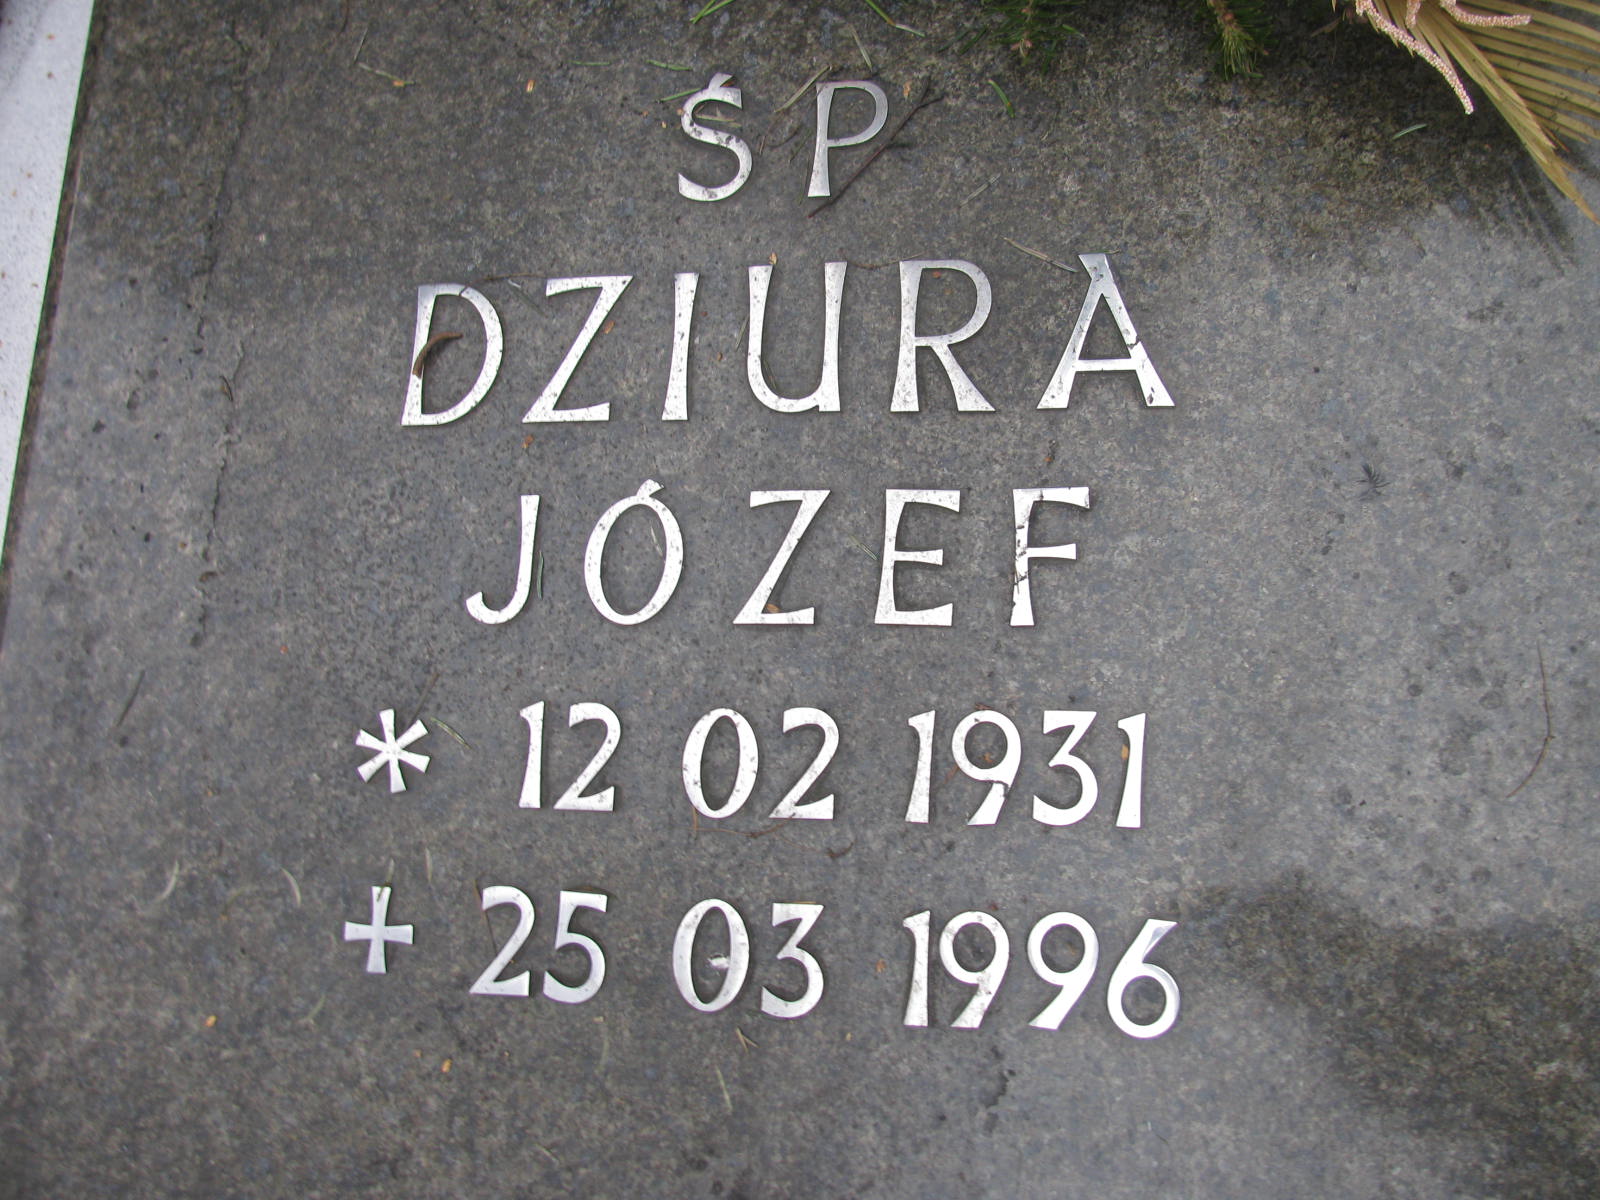 ŚP
DZIURA
JÓZEF
* 12 02 1931
+ 25 03 1996